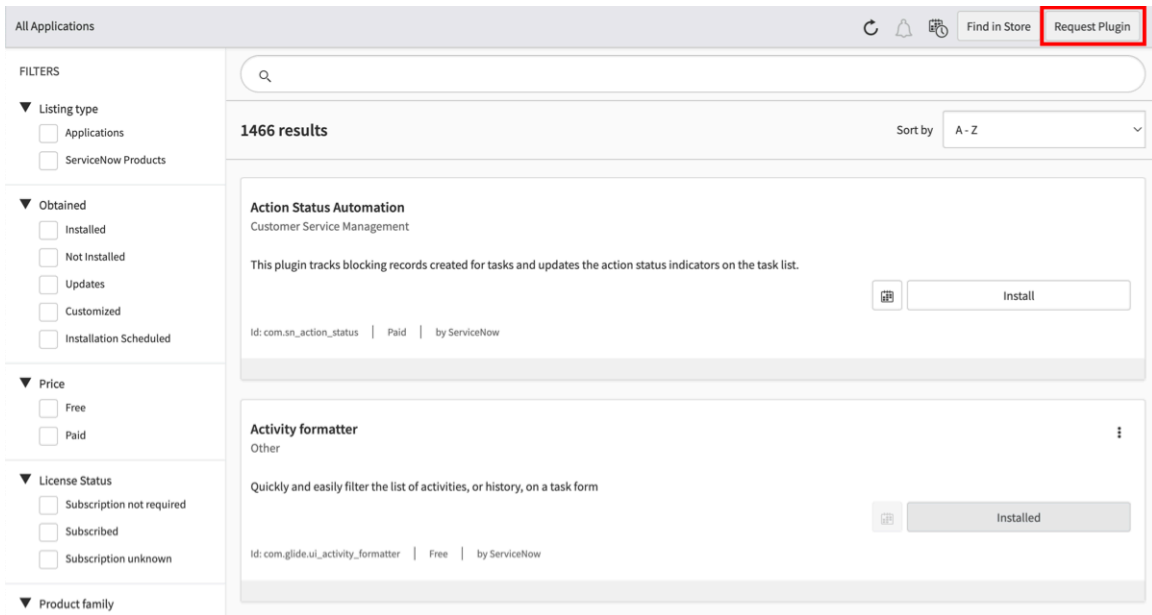 All Applications
Find in Store
Request Plugin
FILTERS
Listing type
Applications
ServiceNow Products
Obtained
Installed
Not Installed
Updates
Customized
Installation Scheduled
Price
Free
Paid
License Status
Subscription not required
Subscribed
Subscription unknown
Product family
1466 results
Sort by
A - Z
Action Status Automation
Customer Service Management
This plugin tracks blocking records created for tasks and updates the action status indicators on the task list.
Install
Id: com.sn_action_status | Paid | by ServiceNow
Activity formatter
Other
Quickly and easily filter the list of activities, or history, on a task form
Installed
Id: com.glide.ui_activity_formatter | Free | by ServiceNow